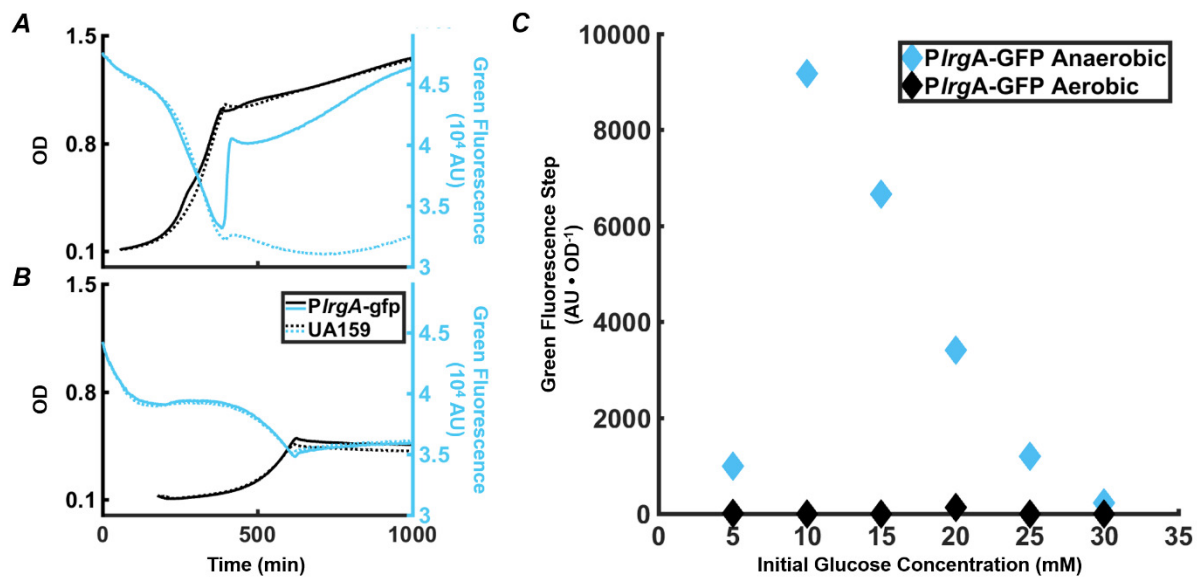 A
1.5
0.8
0.1
OD
4.5
4
3.5
3
Green Fluorescence
(10⁴ AU)
B
1.5
0.8
0.1
OD
PlrgA-gfp
UA159
4.5
4
3.5
3
Green Fluorescence
(10⁴ AU)
0
500
1000
Time (min)
C
10000
8000
6000
4000
2000
0
Green Fluorescence Step
(AU • OD⁻¹)
PlrgA-GFP Anaerobic
PlrgA-GFP Aerobic
0 5 10 15 20 25 30 35
Initial Glucose Concentration (mM)